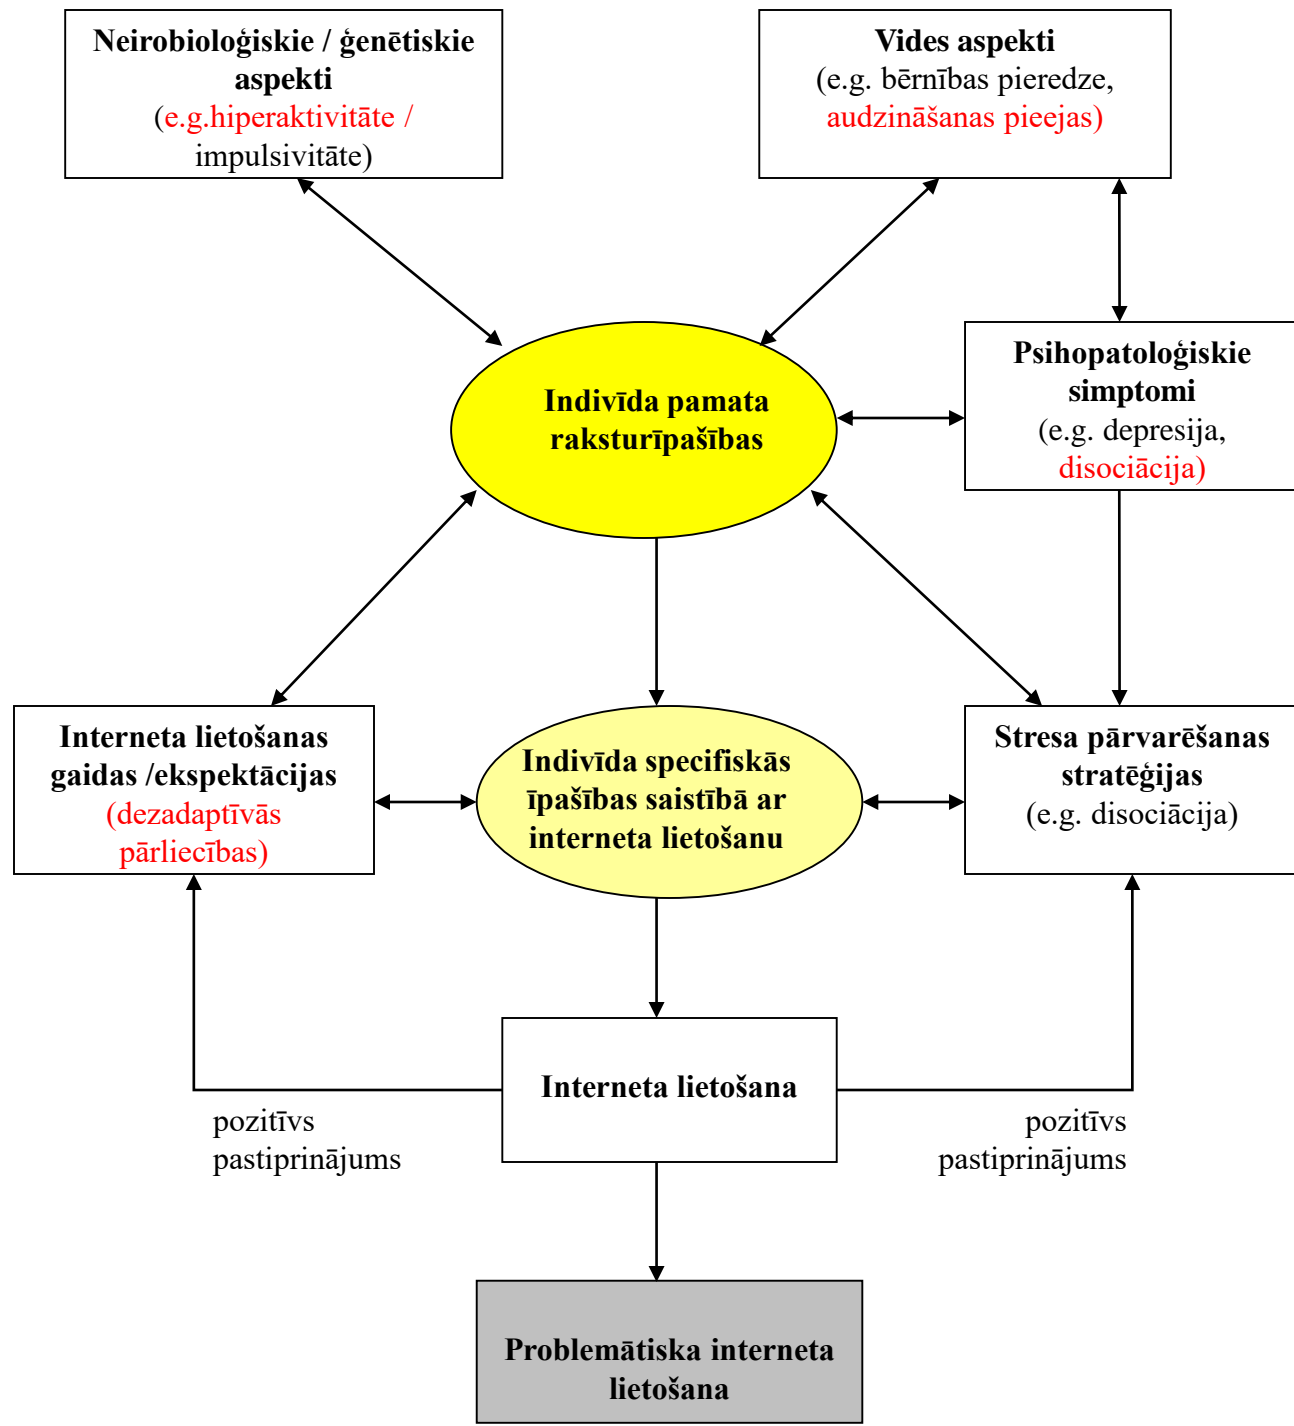 Neirobioloģiskie / ģenētiskie
aspekti
(e.g.hiperaktivitāte /
impulsivitāte)
Vides aspekti
(e.g. bērnības pieredze,
audzināšanas pieejas)
Indivīda pamata
raksturīpašības
Psihopatoloģiskie
simptomi
(e.g. depresija,
disociācija)
Interneta lietošanas
gaidas /ekspektācijas
(dezadaptīvās
pārliecības)
Indivīda specifiskās
īpašības saistībā ar
interneta lietošanu
Stresa pārvarēšanas
stratēģijas
(e.g. disociācija)
Interneta lietošana
pozitīvs
pastiprinājums
pozitīvs
pastiprinājums
Problemātiska interneta
lietošana